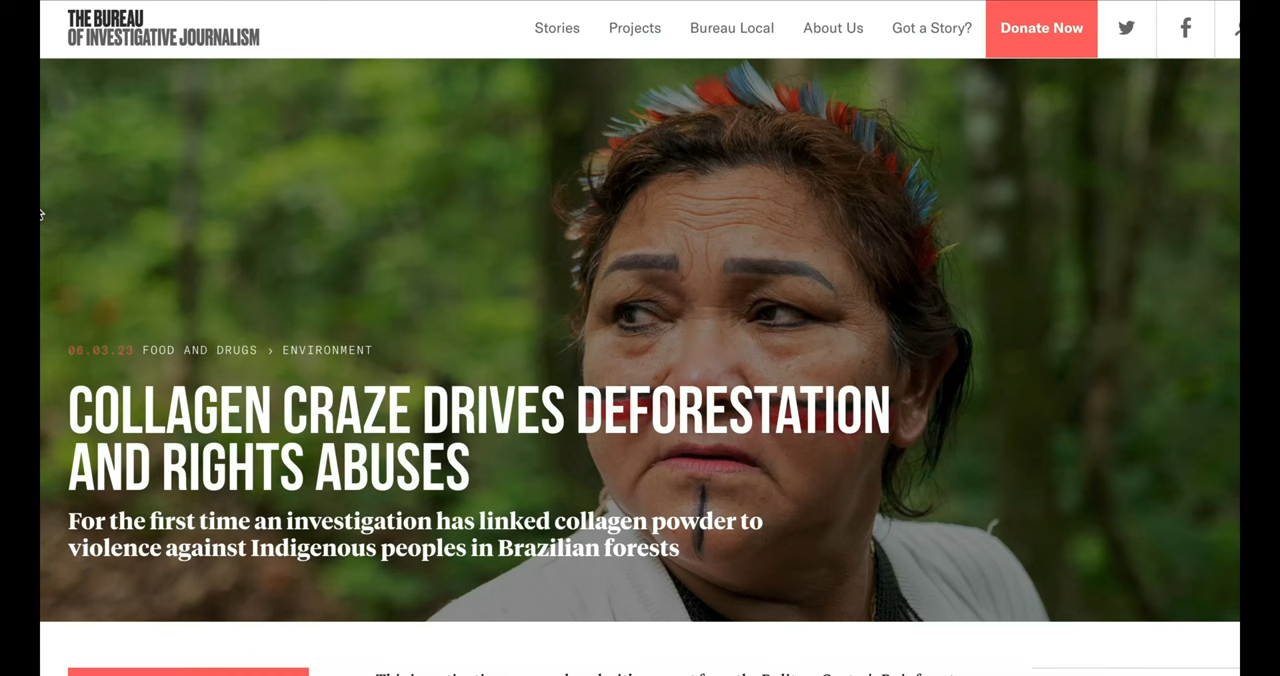 THE BUREAU
OF INVESTIGATIVE JOURNALISM
Stories Projects Bureau Local About Us Got a Story? Donate Now
06.03.23 FOOD AND DRUGS › ENVIRONMENT
COLLAGEN CRAZE DRIVES DEFORESTATION
AND RIGHTS ABUSES
For the first time an investigation has linked collagen powder to
violence against Indigenous peoples in Brazilian forests